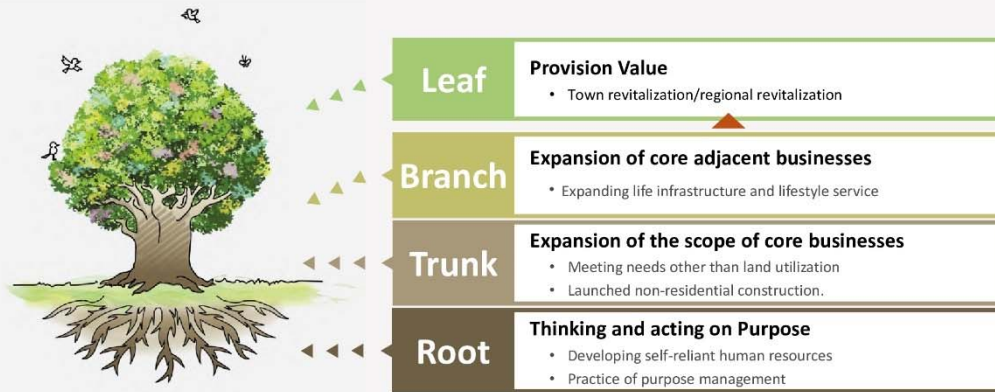 Leaf
Provision Value
• Town revitalization/regional revitalization
Branch
Expansion of core adjacent businesses
• Expanding life infrastructure and lifestyle service
Trunk
Expansion of the scope of core businesses
• Meeting needs other than land utilization
• Launched non-residential construction.
Root
Thinking and acting on Purpose
• Developing self-reliant human resources
• Practice of purpose management